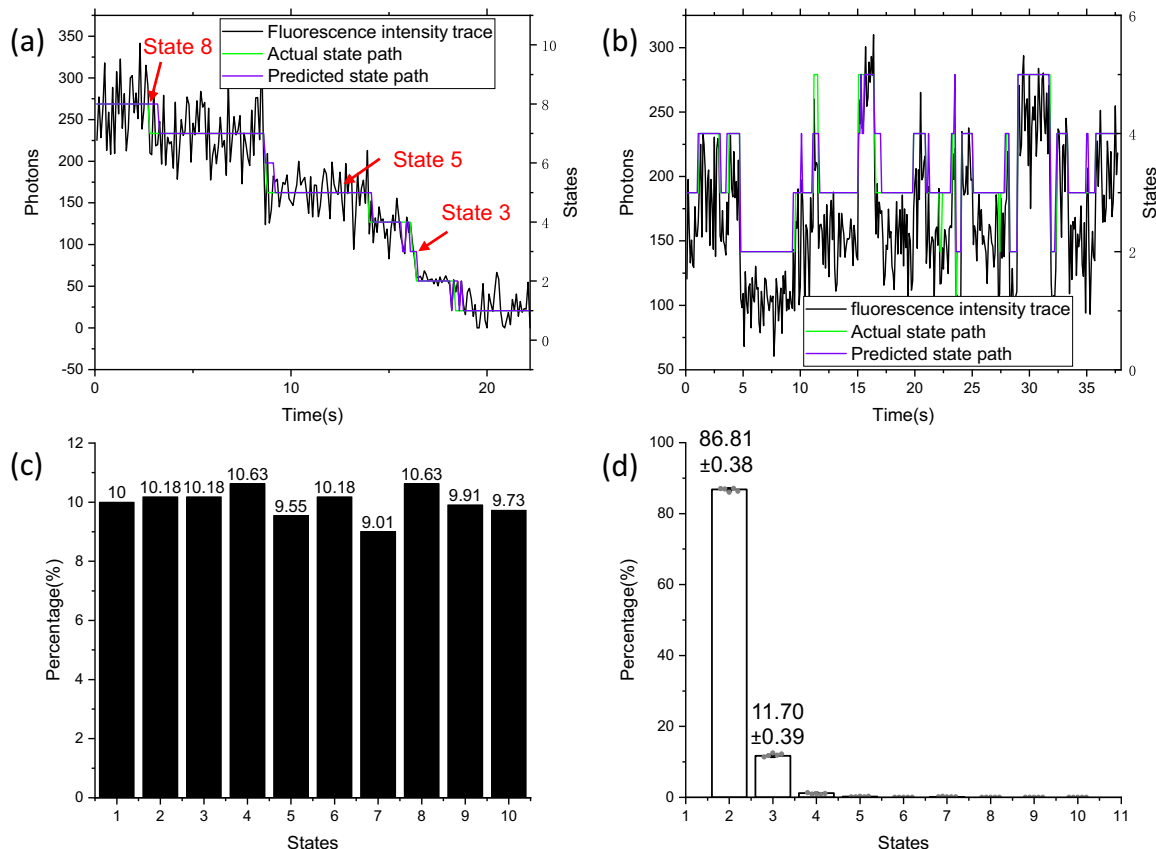 (a)
State 8
Fluorescence intensity trace
Actual state path
Predicted state path
State 5
State 3
Photons
350
300
250
200
150
100
50
0
-50
10
8
6
4
2
0
States
0
10
20
Time(s)
(b)
Photons
300
250
200
150
100
50
6
4
2
0
States
fluorescence intensity trace
Actual state path
Predicted state path
0
5
10
15
20
25
30
35
Time(s)
(c)
Percentage(%)
12
10
8
6
4
2
0
10
10.18
10.18
10.63
9.55
10.18
9.01
10.63
9.91
9.73
1 2 3 4 5 6 7 8 9 10
States
(d)
Percentage(%)
100
80
60
40
20
0
86.81
±0.38
11.70
±0.39
1 2 3 4 5 6 7 8 9 10 11
States